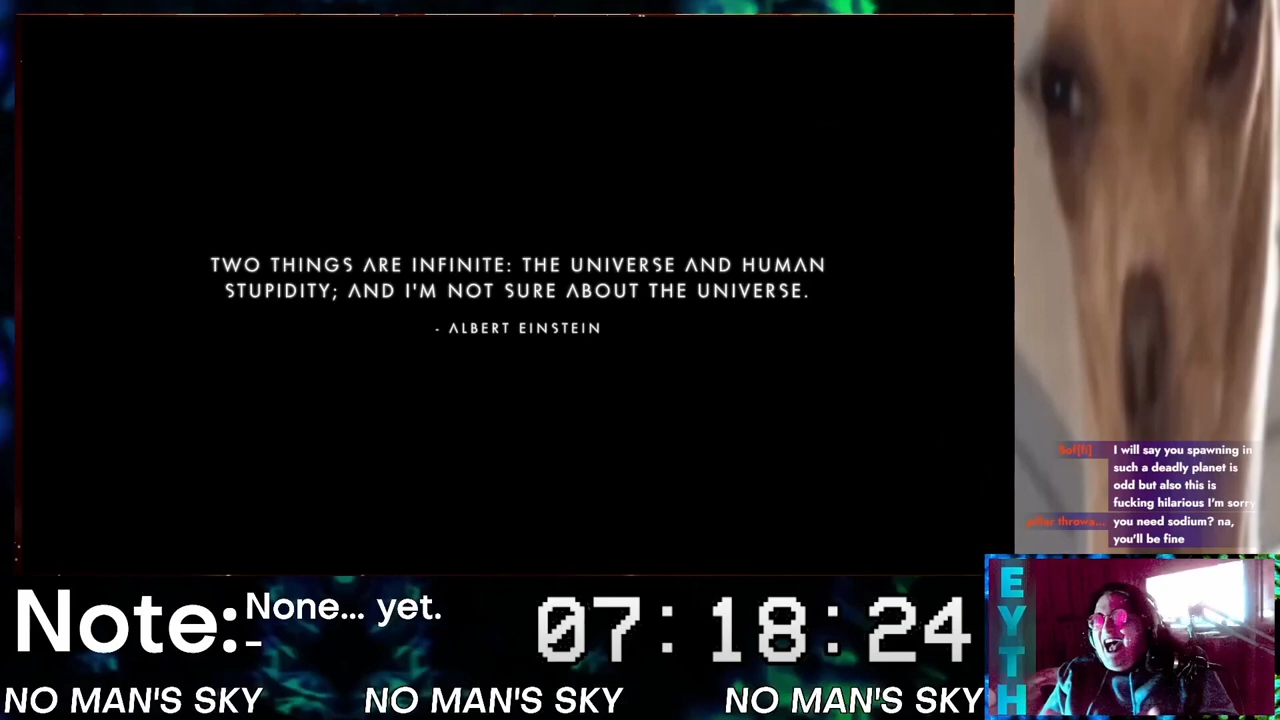 TWO THINGS ARE INFINITE: THE UNIVERSE AND HUMAN
STUPIDITY; AND I'M NOT SURE ABOUT THE UNIVERSE.
- ALBERT EINSTEIN
I will say you spawning in
such a deadly planet is
odd but also this is
fucking hilarious I'm sorry
you need sodium? na,
you'll be fine
Note: None... yet.
-
07:18:24
EYTH
NO MAN'S SKY NO MAN'S SKY NO MAN'S SKY